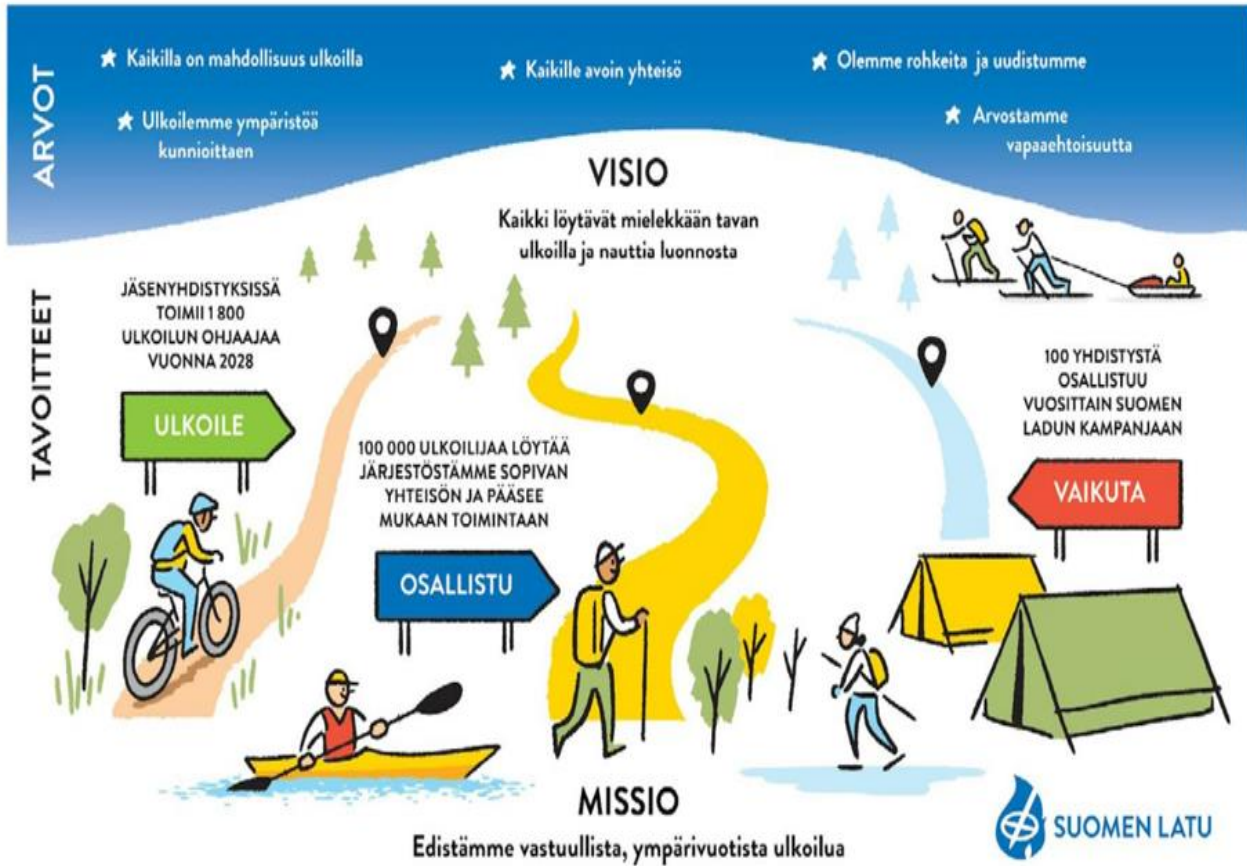 ARVOT
Kaikilla on mahdollisuus ulkoilla
Kaikille avoin yhteisö
Olemme rohkeita ja uudistumme
Ulkoilemme ympäristöä
kunnioittaen
Arvostamme
vapaaehtoisuutta
VISIO
Kaikki löytävät mielekkään tavan
ulkoilla ja nauttia luonnosta
TAVOITTEET
JÄSENYHDISTYKSISSÄ
TOIMII 1 800
ULKOILUN OHJAAJAA
VUONNA 2028
ULKOILE
100 000 ULKOILIJAA LÖYTÄÄ
JÄRJESTÖSTÄMME SOPIVAN
YHTEISÖN JA PÄÄSEE
MUKAAN TOIMINTAAN
OSALLISTU
100 YHDISTYSTÄ
OSALLISTUU
VUOSITTAIN SUOMEN
LADUN KAMPANJAAN
VAIKUTA
MISSIO
Edistämme vastuullista, ympärivuotista ulkoilua
SUOMEN LATU